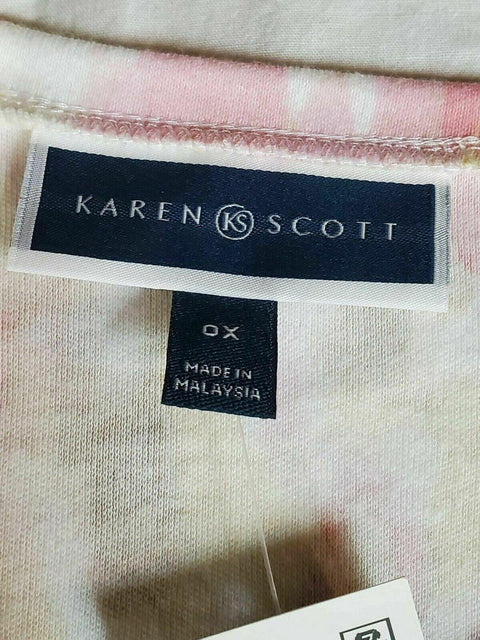 KAREN KS SCOTT
0X
MADE IN
MALAYSIA